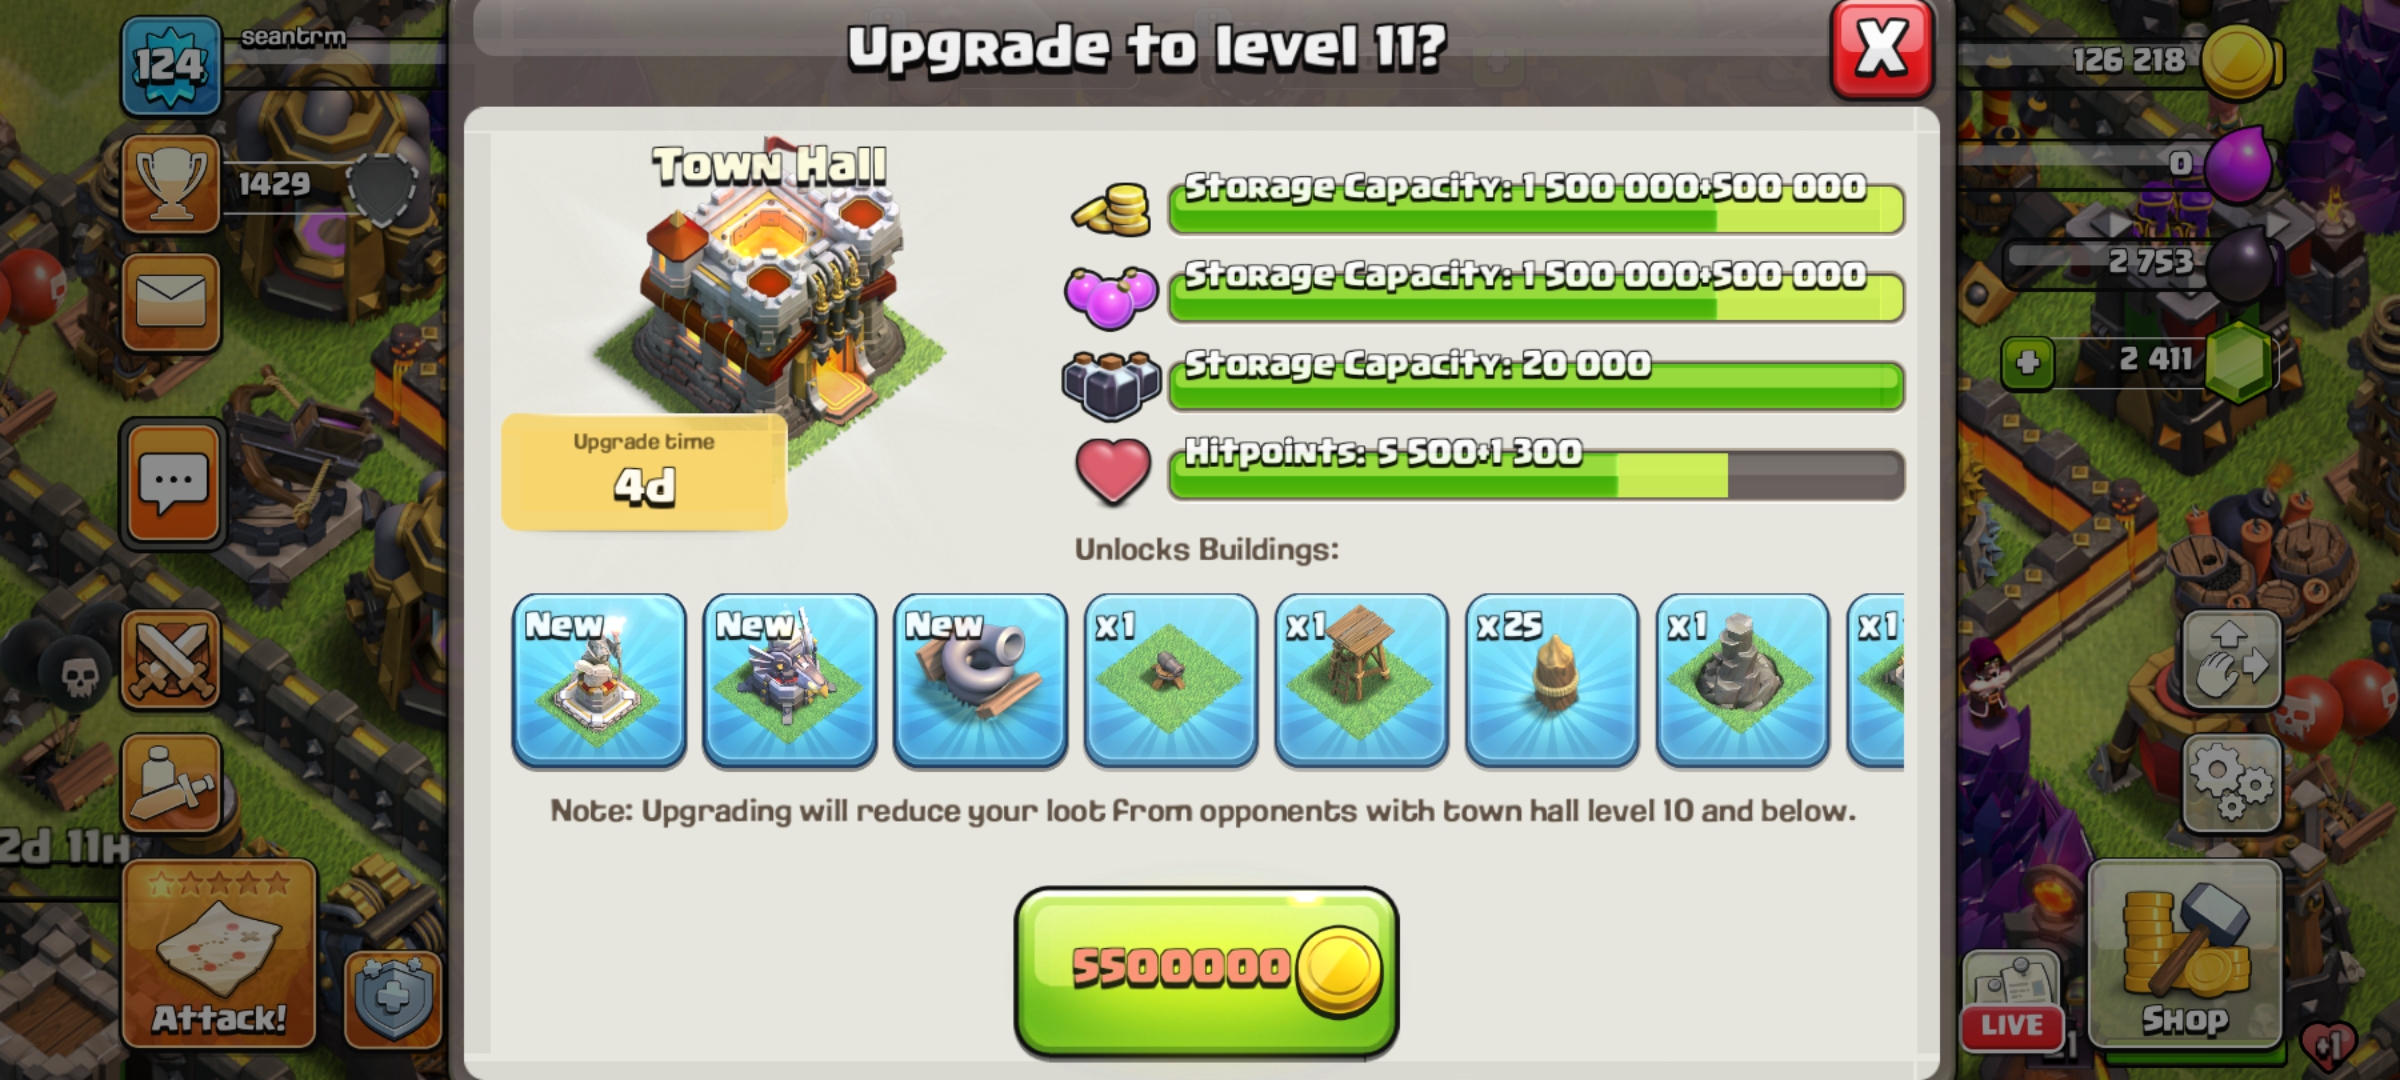 Upgrade to level 11?
X
124
seantrm
126 218
1429
0
2 753
2 411
Town Hall
Storage Capacity: 1 500 000+500 000
Storage Capacity: 1 500 000+500 000
Storage Capacity: 20 000
Hitpoints: 5 500+1 300
Upgrade time
4d
Unlocks Buildings:
New
New
New
x1
x1
x25
x1
x1
Note: Upgrading will reduce your loot from opponents with town hall level 10 and below.
2d 11H
5500000
Attack!
LIVE
Shop
+1